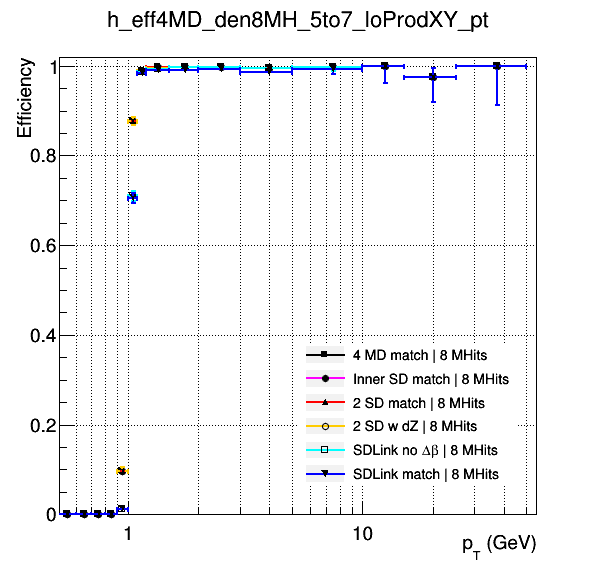 h_eff4MD_den8MH_5to7_loProdXY_pt
Efficiency
1
0.8
0.6
0.4
0.2
0
4 MD match | 8 MHits
Inner SD match | 8 MHits
2 SD match | 8 MHits
2 SD w dZ | 8 MHits
SDLink no Δβ | 8 MHits
SDLink match | 8 MHits
1 10
p_T (GeV)